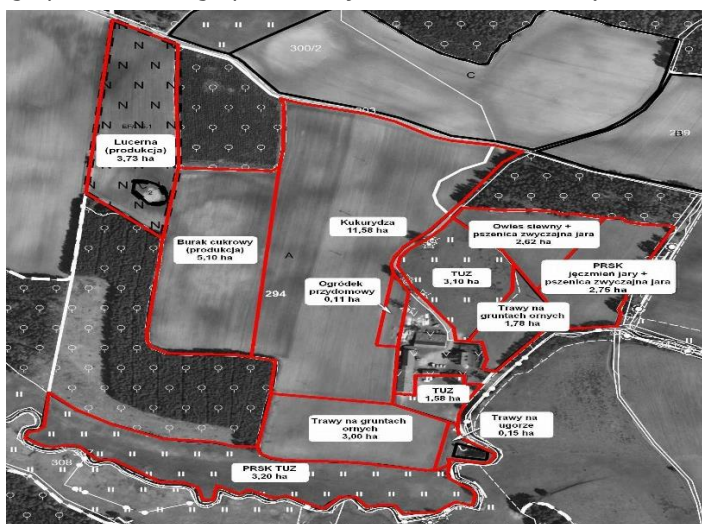 300/2
C
303
B
Lucerna
(produkcja)
3,73 ha
Kukurydza
11,58 ha
Owies siewny +
pszenica zwyczajna jara
2,62 ha
Burak cukrowy
(produkcja)
5,10 ha
A
TUZ
3,10 ha
PRSK
jęczmień jary +
pszenica zwyczajna jara
2,75 ha
Ogródek
przydomowy
0,11 ha
294
Trawy na
gruntach ornych
1,78 ha
TUZ
1,58 ha
Trawy na gruntach
ornych
3,00 ha
Trawy na
ugorze
0,15 ha
308
PRSK TUZ
3,20 ha